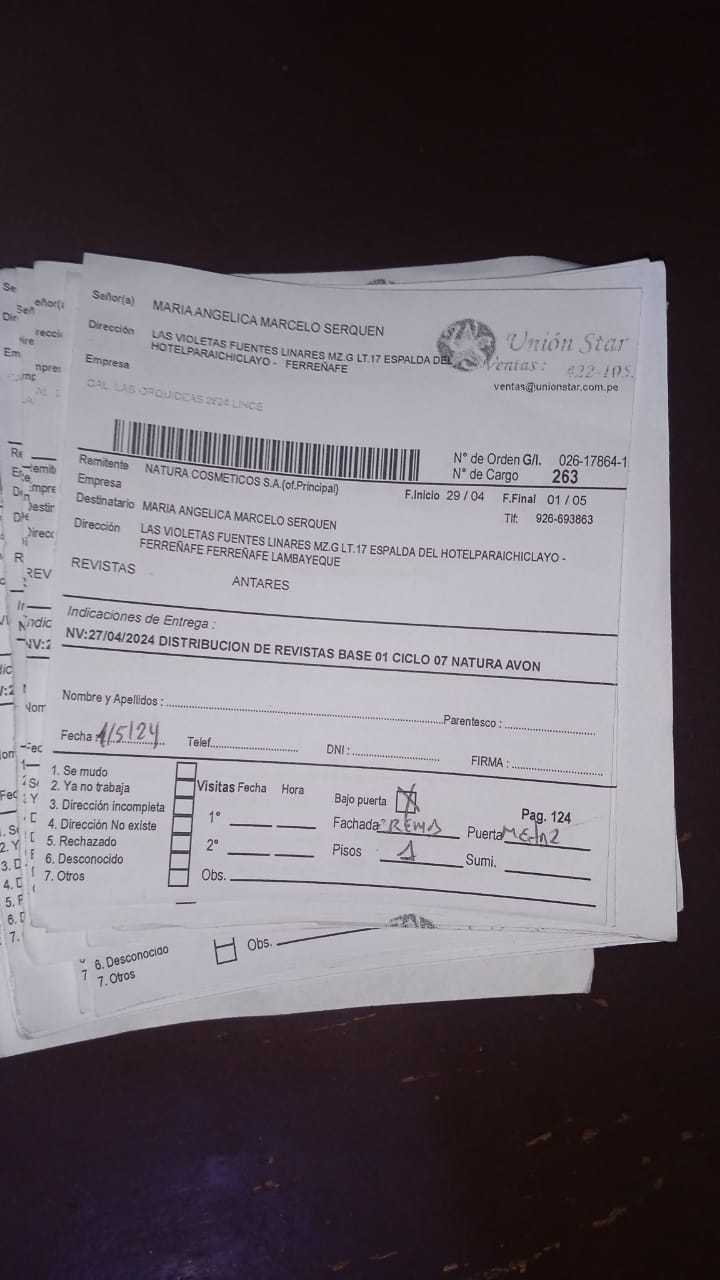 Señor(a) MARIA ANGELICA MARCELO SERQUEN
Dirección LAS VIOLETAS FUENTES LINARES MZ.G LT.17 ESPALDA DEL
HOTELPARAICHICLAYO - FERREÑAFE
Empresa
CAL. LAS ORQUIDEAS 2624 LINCE
Unión Star
Ventas: 422-105.
ventas@unionstar.com.pe
N° de Orden G/I. 026-17864-1
N° de Cargo 263
Remitente NATURA COSMETICOS S.A.(of.Principal)
Empresa
F.Inicio 29 / 04 F.Final 01 / 05
Destinatario MARIA ANGELICA MARCELO SERQUEN
Tlf: 926-693863
Dirección LAS VIOLETAS FUENTES LINARES MZ.G LT.17 ESPALDA DEL HOTELPARAICHICLAYO -
FERREÑAFE FERREÑAFE LAMBAYEQUE
REVISTAS ANTARES
Indicaciones de Entrega :
NV:27/04/2024 DISTRIBUCION DE REVISTAS BASE 01 CICLO 07 NATURA AVON
Nombre y Apellidos : Parentesco :
Fecha : 1/5/24 Telef. DNI : FIRMA :
1. Se mudo
2. Ya no trabaja
3. Dirección incompleta
4. Dirección No existe
5. Rechazado
6. Desconocido
7. Otros
Visitas Fecha Hora
1°
2°
Obs.
Bajo puerta X
Pag. 124
Fachada Puerta
Pisos 1 Sumi.
6. Desconocido
7. Otros
Obs.